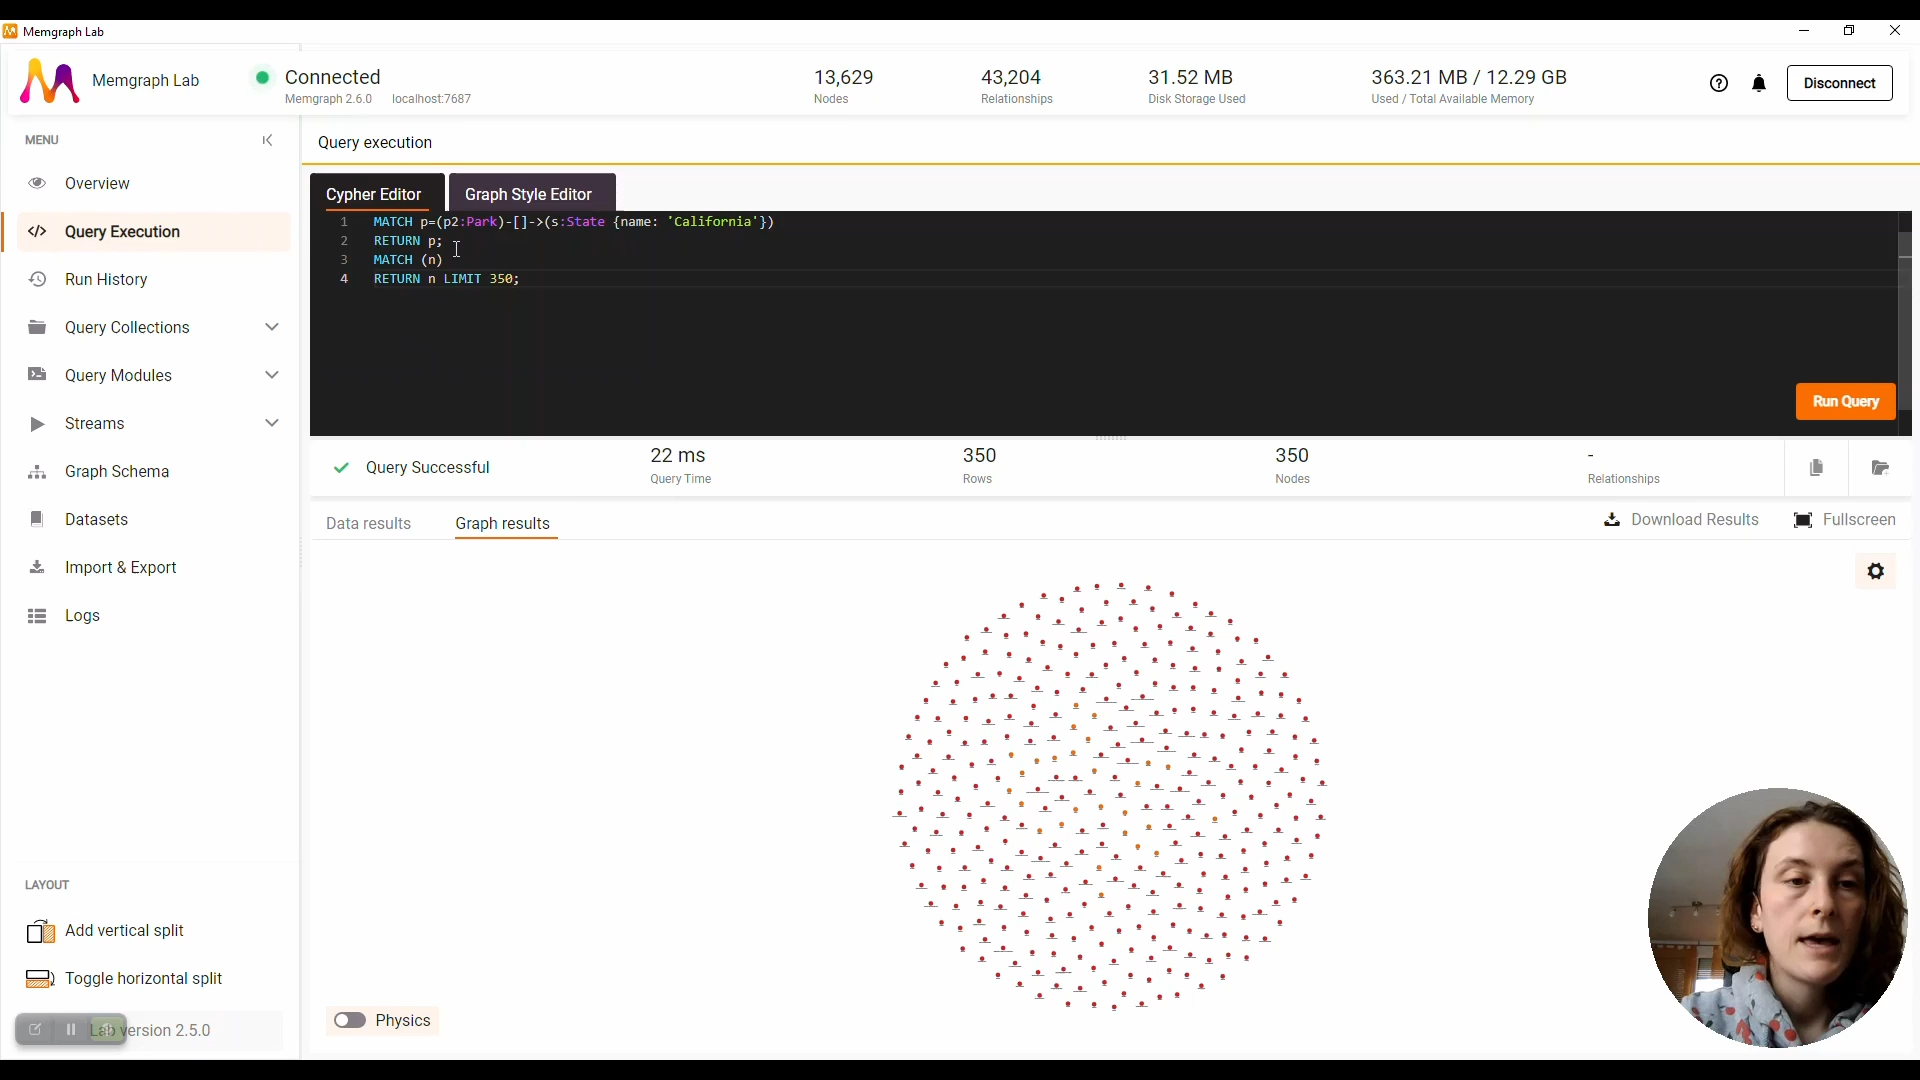 Memgraph Lab
Memgraph Lab
Connected
Memgraph 2.6.0 localhost:7687
13,629
Nodes
43,204
Relationships
31.52 MB
Disk Storage Used
363.21 MB / 12.29 GB
Used / Total Available Memory
Disconnect
MENU
Overview
Query Execution
Run History
Query Collections
Query Modules
Streams
Graph Schema
Datasets
Import & Export
Logs
LAYOUT
Add vertical split
Toggle horizontal split
Lab version 2.5.0
Query execution
Cypher Editor
Graph Style Editor
1 MATCH p=(p2:Park)-[]->(s:State {name: 'California'})
2 RETURN p;
3 MATCH (n)
4 RETURN n LIMIT 350;
Run Query
Query Successful
22 ms
Query Time
350
Rows
350
Nodes
-
Relationships
Data results
Graph results
Download Results
Fullscreen
Physics